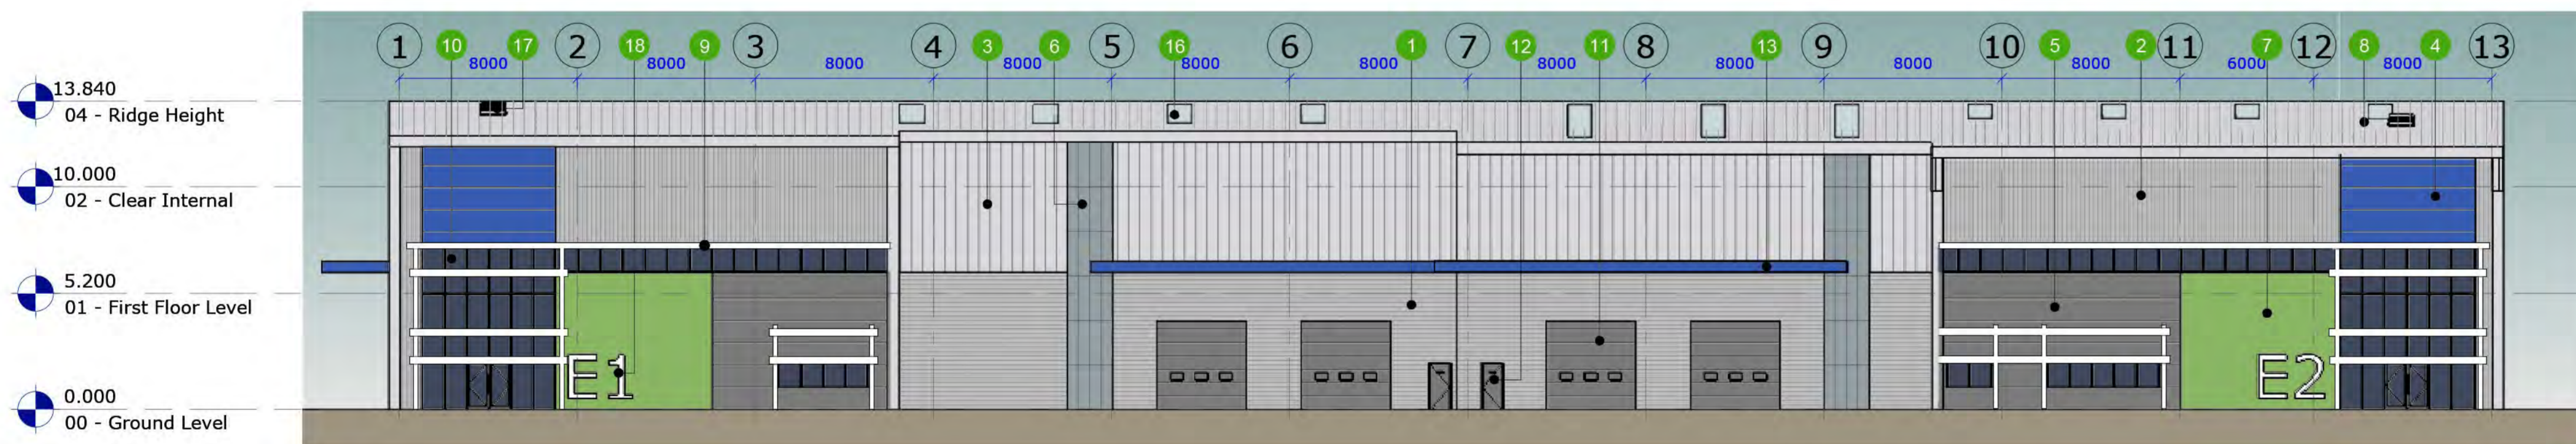 1 10 17 2 18 9 3 4 3 6 5 16 6 1 7 12 11 8 13 9 10 5 2 11 7 12 8 4 13
8000 8000 8000 8000 8000 8000 8000 8000 8000 8000 6000 8000
13.840
04 - Ridge Height
10.000
02 - Clear Internal
5.200
01 - First Floor Level
E1
E2
0.000
00 - Ground Level